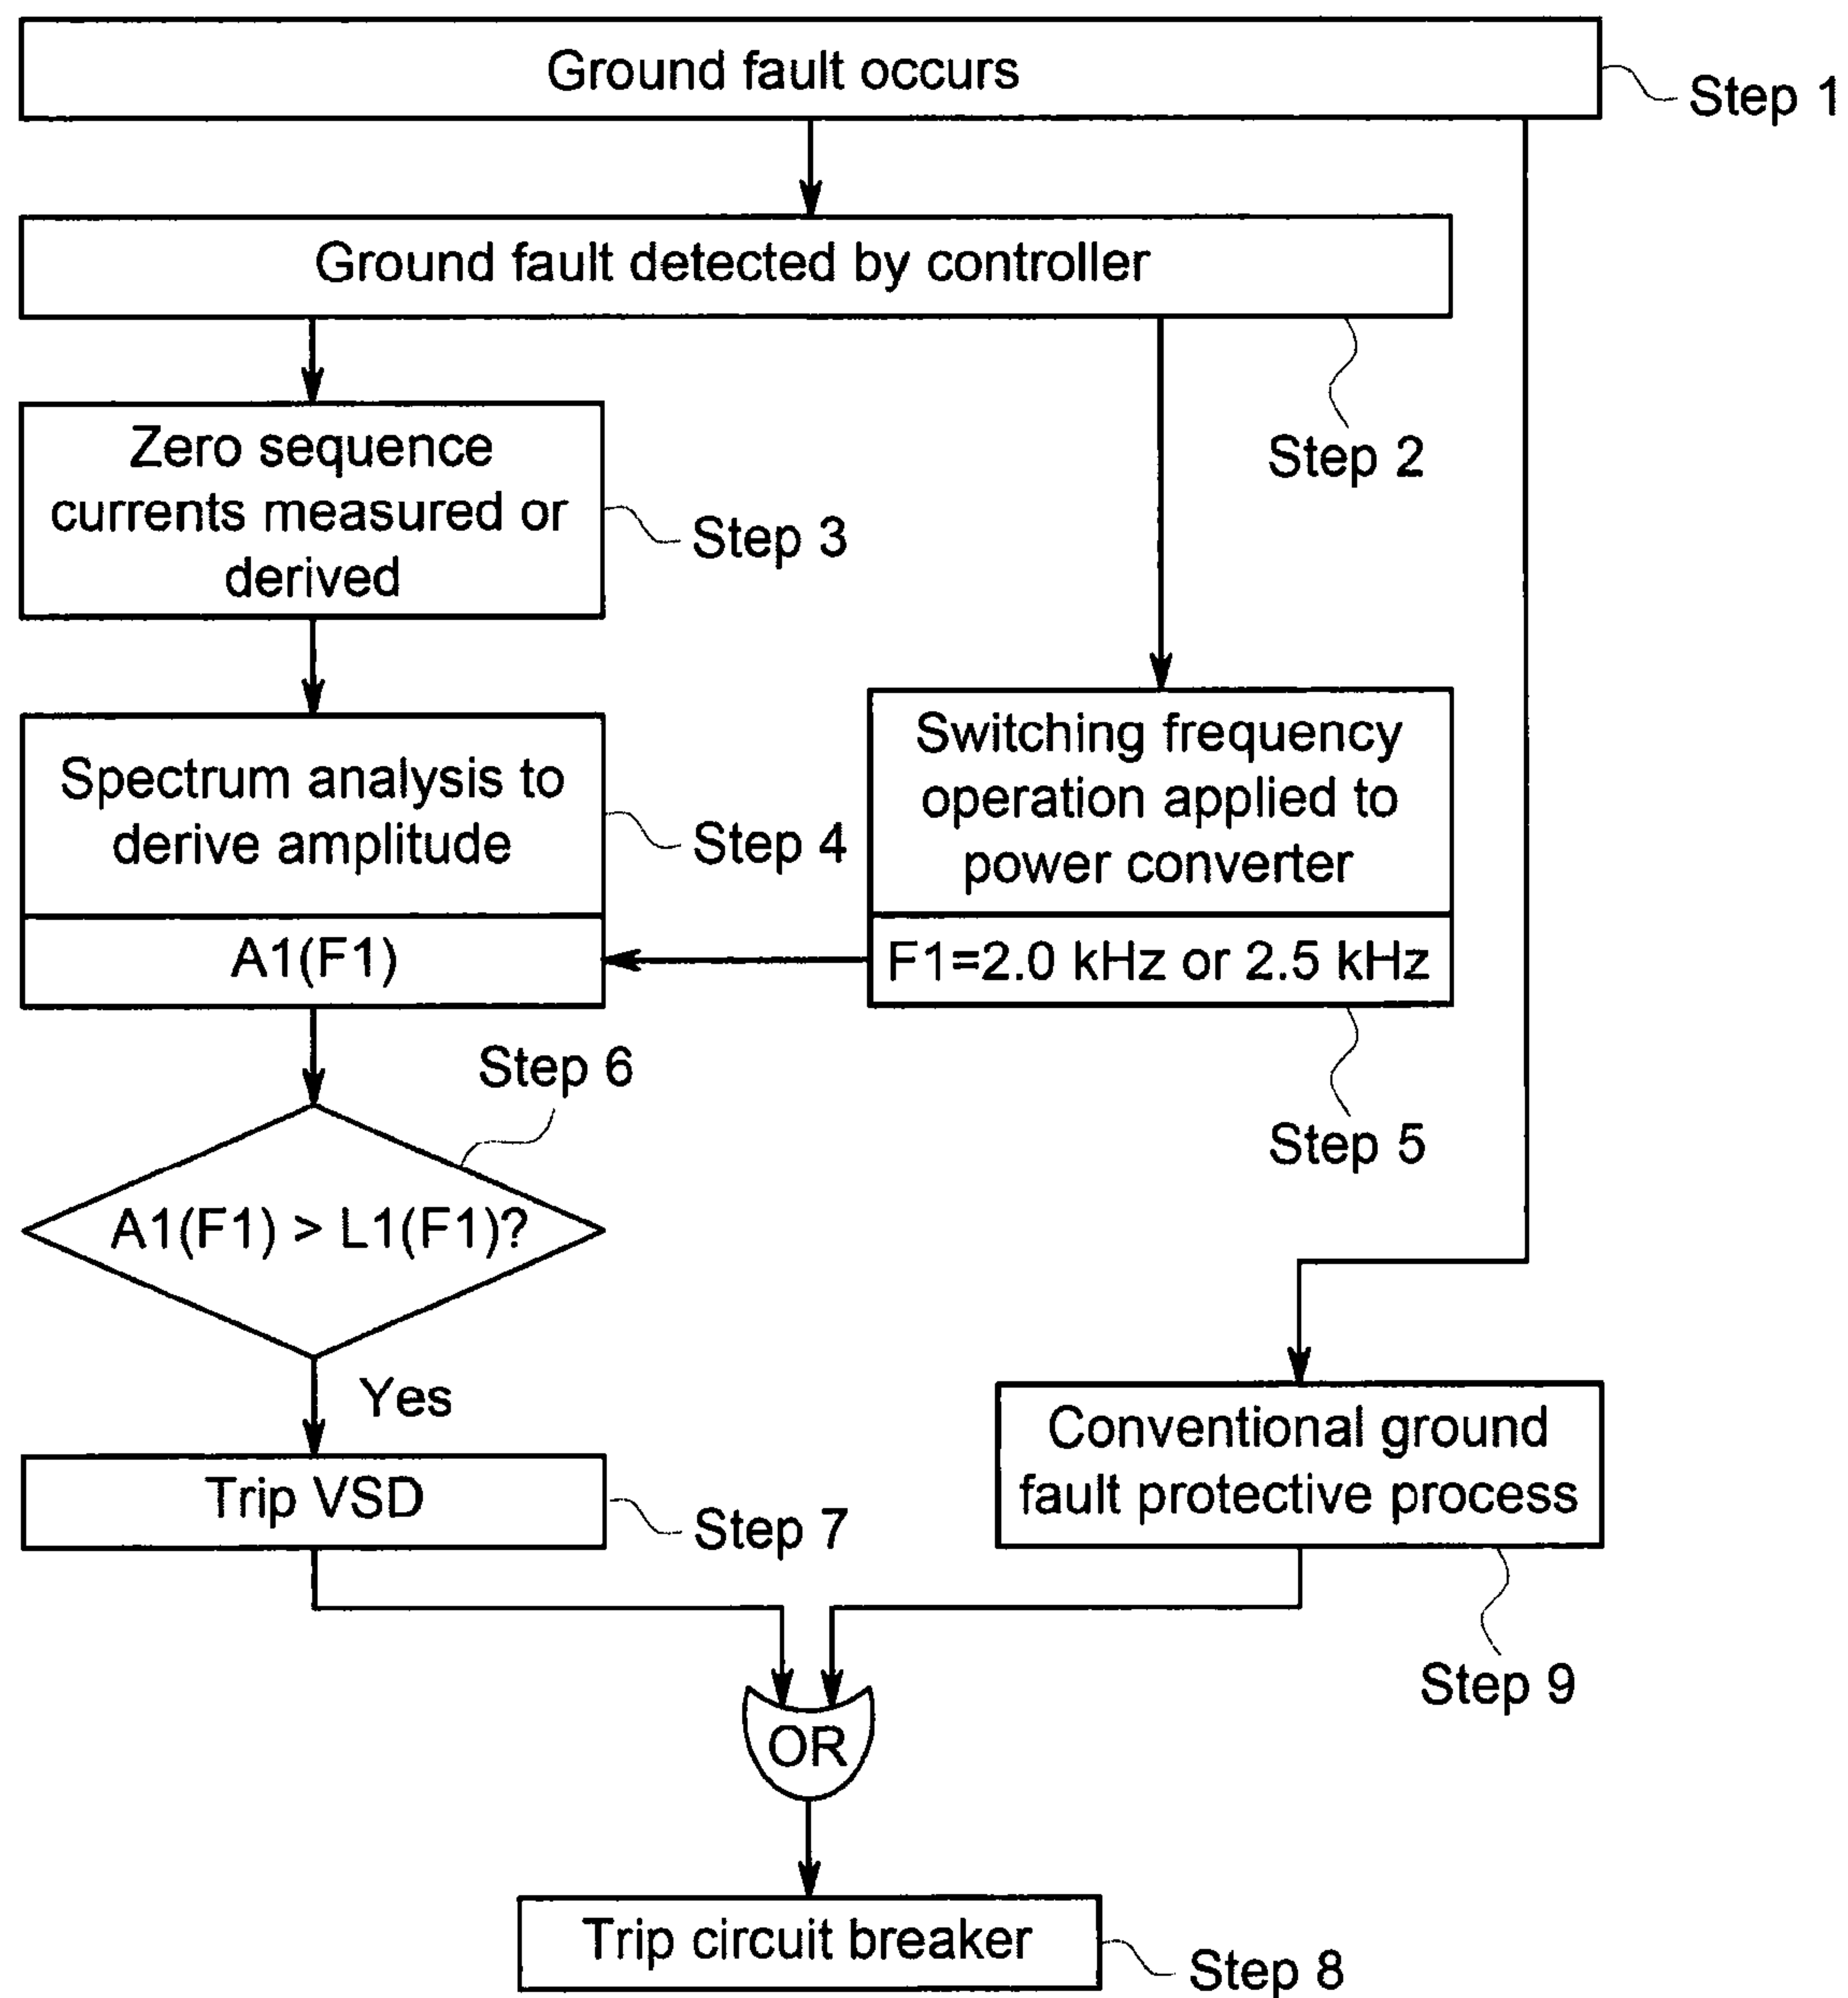 Ground fault occurs
Step 1
Ground fault detected by controller
Step 2
Zero sequence
currents measured or
derived
Step 3
Spectrum analysis to
derive amplitude
A1(F1)
Step 4
Switching frequency
operation applied to
power converter
F1=2.0 kHz or 2.5 kHz
Step 5
Step 6
A1(F1) > L1(F1)?
Yes
Trip VSD
Step 7
Conventional ground
fault protective process
Step 9
OR
Trip circuit breaker
Step 8